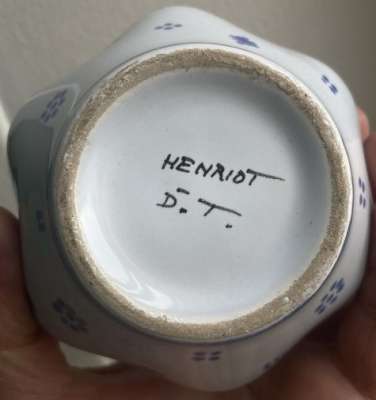 HENRIOT
D. T.